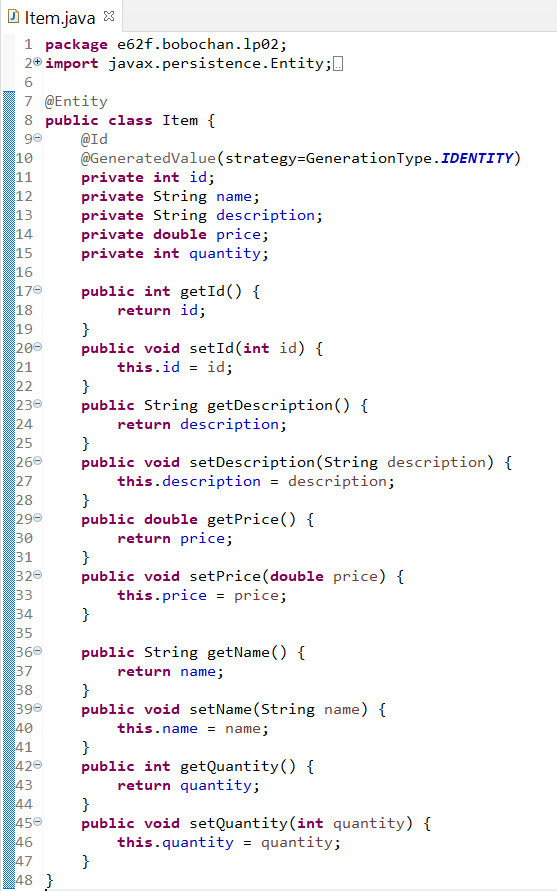 Item.java
1 package e62f.bobochan.lp02;
2 import javax.persistence.Entity;
6
7 @Entity
8 public class Item {
9     @Id
10     @GeneratedValue(strategy=GenerationType.IDENTITY)
11     private int id;
12     private String name;
13     private String description;
14     private double price;
15     private int quantity;
16
17     public int getId() {
18         return id;
19     }
20     public void setId(int id) {
21         this.id = id;
22     }
23     public String getDescription() {
24         return description;
25     }
26     public void setDescription(String description) {
27         this.description = description;
28     }
29     public double getPrice() {
30         return price;
31     }
32     public void setPrice(double price) {
33         this.price = price;
34     }
35
36     public String getName() {
37         return name;
38     }
39     public void setName(String name) {
40         this.name = name;
41     }
42     public int getQuantity() {
43         return quantity;
44     }
45     public void setQuantity(int quantity) {
46         this.quantity = quantity;
47     }
48 }